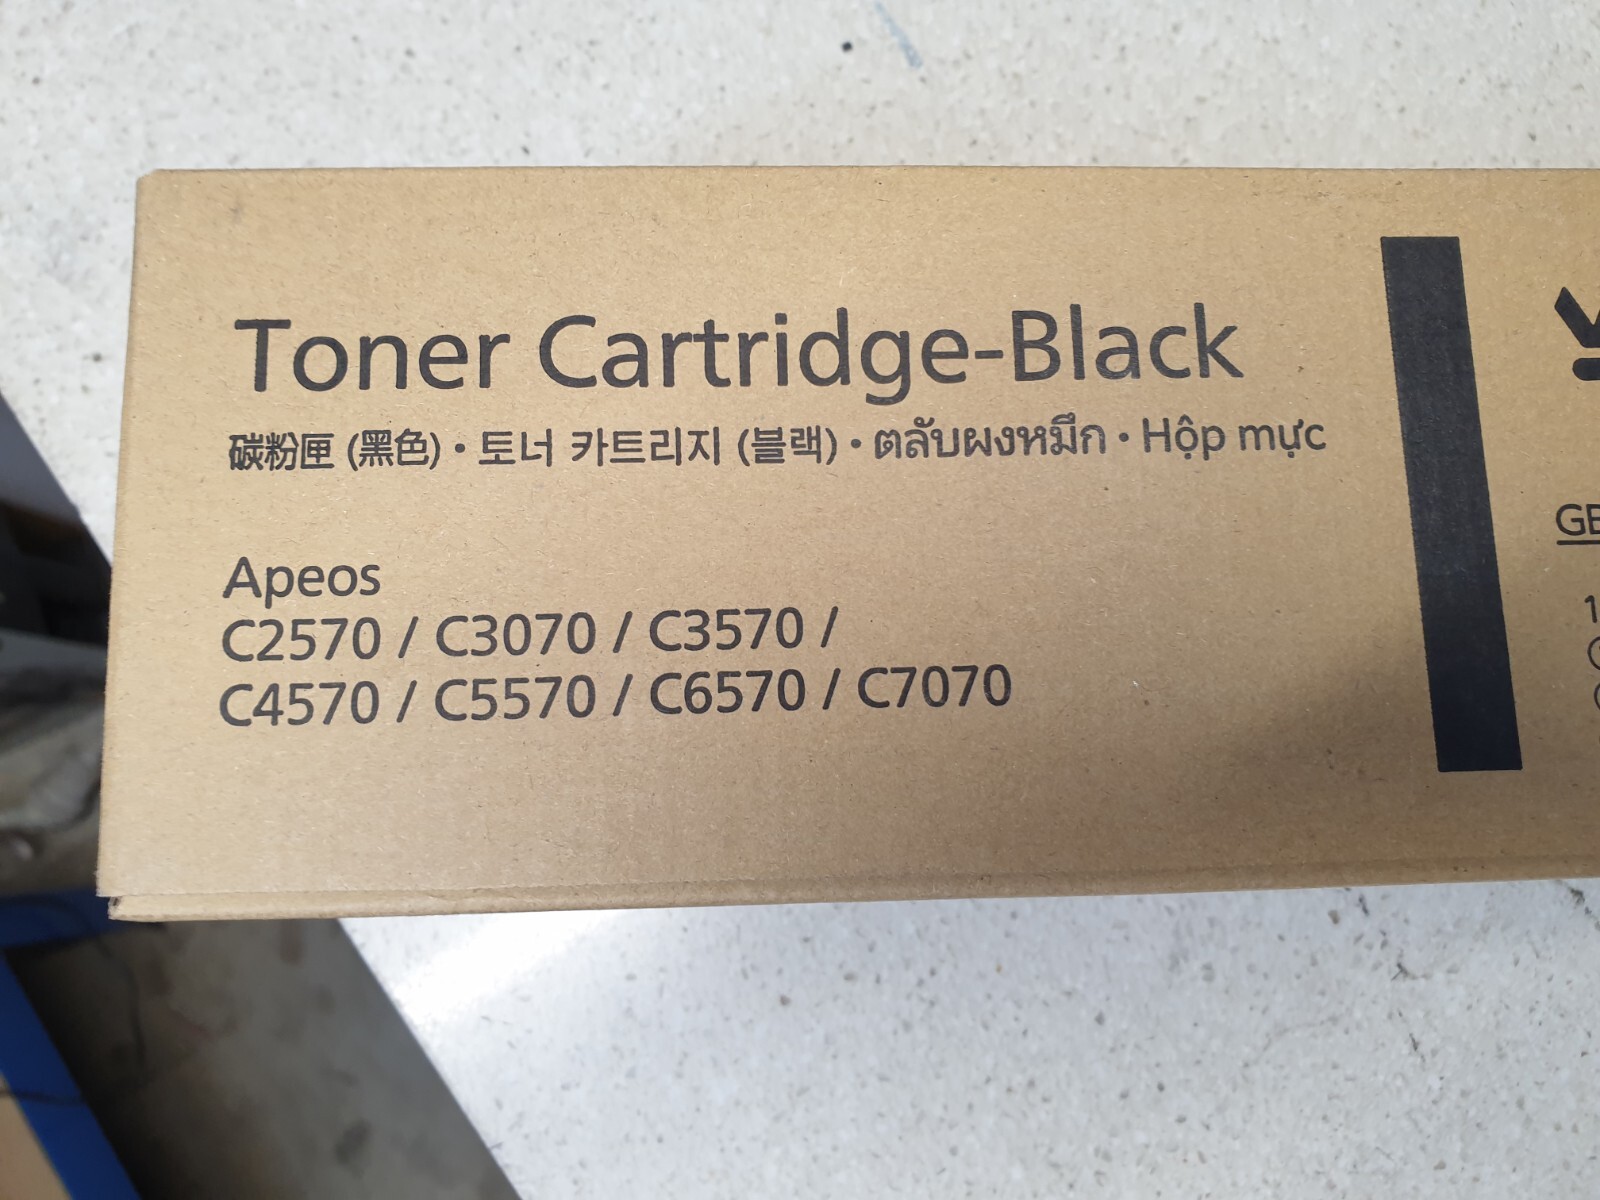 Toner Cartridge-Black
碳粉匣 (黑色)・토너 카트리지 (블랙)・ตลับผงหมึก・Hộp mực
Apeos
C2570 / C3070 / C3570 /
C4570 / C5570 / C6570 / C7070